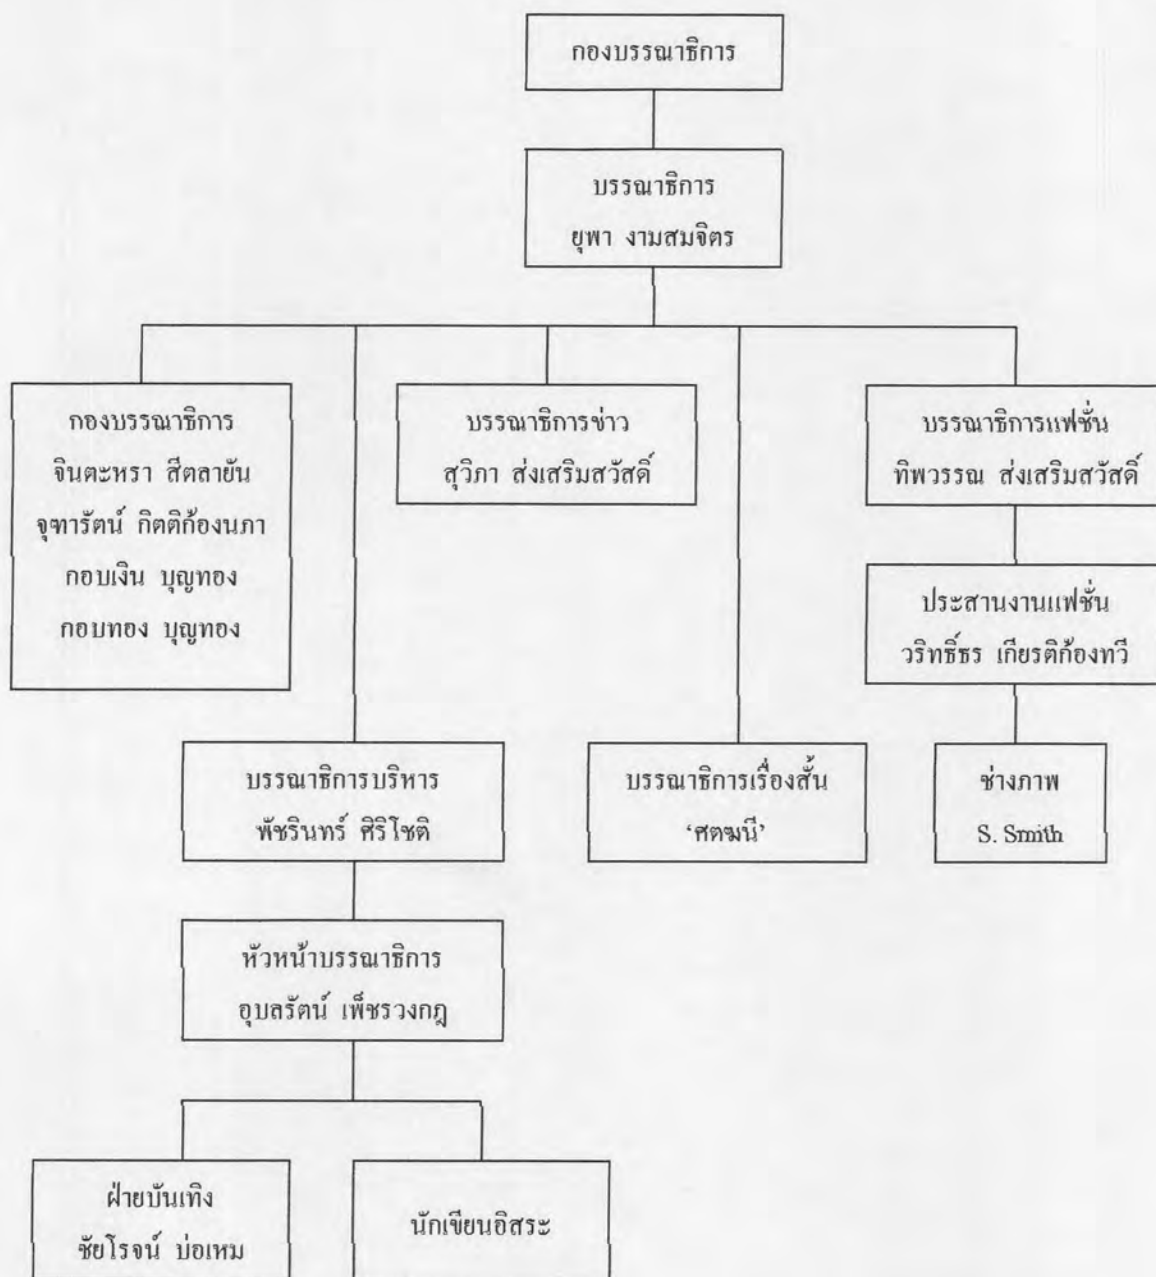 กองบรรณาธิการ
บรรณาธิการ
ยุพา งามสมจิตร
กองบรรณาธิการ
จินตะหรา สีตลายัน
จุฑารัตน์ กิตติก้องนภา
กอบเงิน บุญทอง
กอบทอง บุญทอง
บรรณาธิการข่าว
สุวิภา ส่งเสริมสวัสดิ์
บรรณาธิการแฟชั่น
ทิพวรรณ ส่งเสริมสวัสดิ์
ประสานงานแฟชั่น
วริทธิ์ธร เกียรติก้องทวี
บรรณาธิการบริหาร
พัชรินทร์ ศิริโชติ
บรรณาธิการเรื่องสั้น
‘ศตฆนี’
ช่างภาพ
S. Smith
หัวหน้าบรรณาธิการ
อุบลรัตน์ เพ็ชรวงกฎ
ฝ่ายบันเทิง
ชัยโรจน์ บ่อเหม
นักเขียนอิสระ